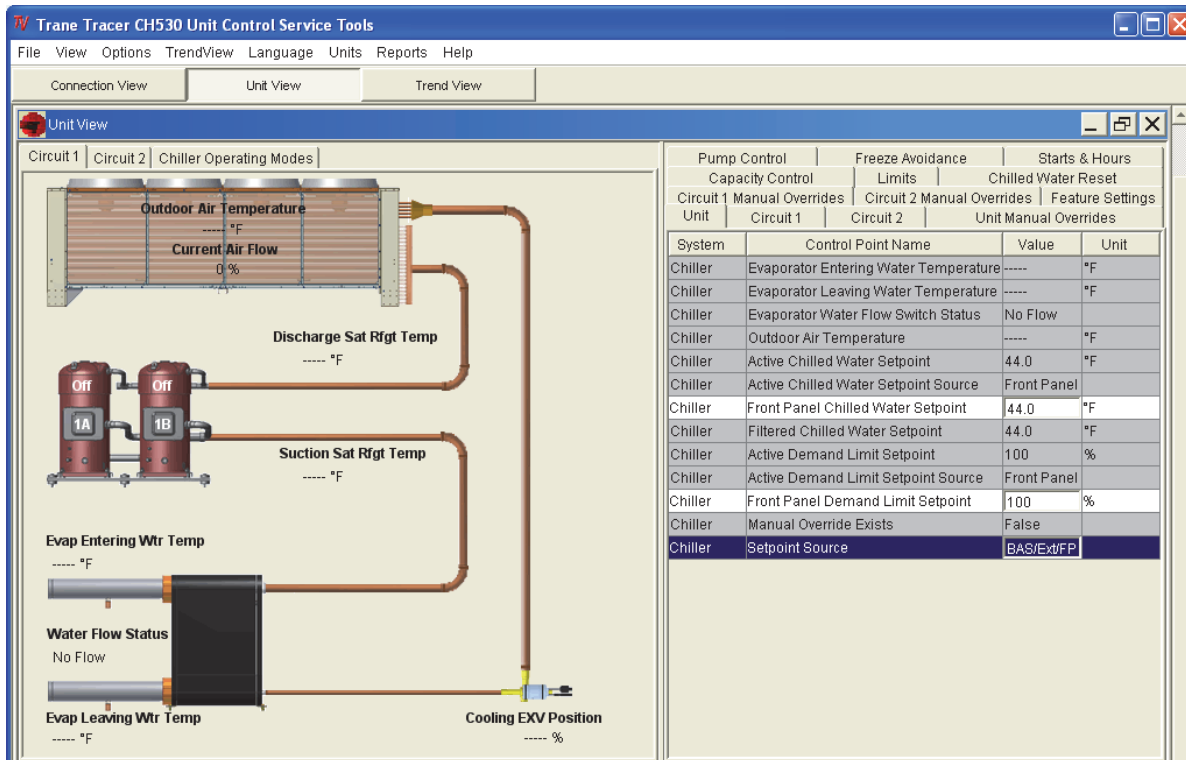 Trane Tracer CH530 Unit Control Service Tools
File View Options TrendView Language Units Reports Help
Connection View Unit View Trend View
Unit View
Circuit 1 Circuit 2 Chiller Operating Modes
Outdoor Air Temperature
----- °F
Current Air Flow
0 %
Discharge Sat Rfgt Temp
----- °F
Off Off
1A 1B
Suction Sat Rfgt Temp
----- °F
Evap Entering Wtr Temp
----- °F
Water Flow Status
No Flow
Evap Leaving Wtr Temp
----- °F
Cooling EXV Position
----- %
Pump Control Freeze Avoidance Starts & Hours
Capacity Control Limits Chilled Water Reset
Circuit 1 Manual Overrides Circuit 2 Manual Overrides Feature Settings
Unit Circuit 1 Circuit 2 Unit Manual Overrides
System Control Point Name Value Unit
Chiller Evaporator Entering Water Temperature ----- °F
Chiller Evaporator Leaving Water Temperature ----- °F
Chiller Evaporator Water Flow Switch Status No Flow
Chiller Outdoor Air Temperature ----- °F
Chiller Active Chilled Water Setpoint 44.0 °F
Chiller Active Chilled Water Setpoint Source Front Panel
Chiller Front Panel Chilled Water Setpoint 44.0 °F
Chiller Filtered Chilled Water Setpoint 44.0 °F
Chiller Active Demand Limit Setpoint 100 %
Chiller Active Demand Limit Setpoint Source Front Panel
Chiller Front Panel Demand Limit Setpoint 100 %
Chiller Manual Override Exists False
Chiller Setpoint Source BAS/Ext/FP